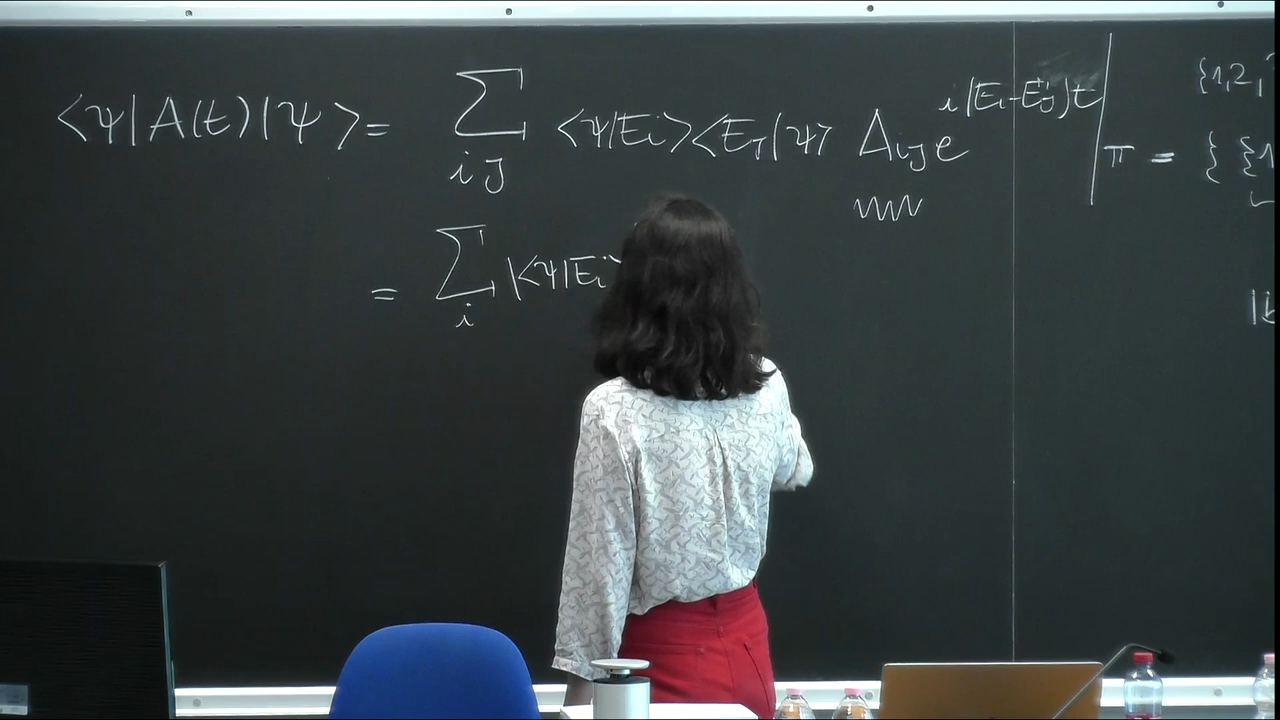 ⟨ψ|A(t)|ψ⟩ = Σ_{ij} ⟨ψ|E_i⟩⟨E_J|ψ⟩ A_{ij} e^{i(E_i-E_J)t}
= Σ_i |⟨ψ|E_i⟩
{1,2,
π = { {1